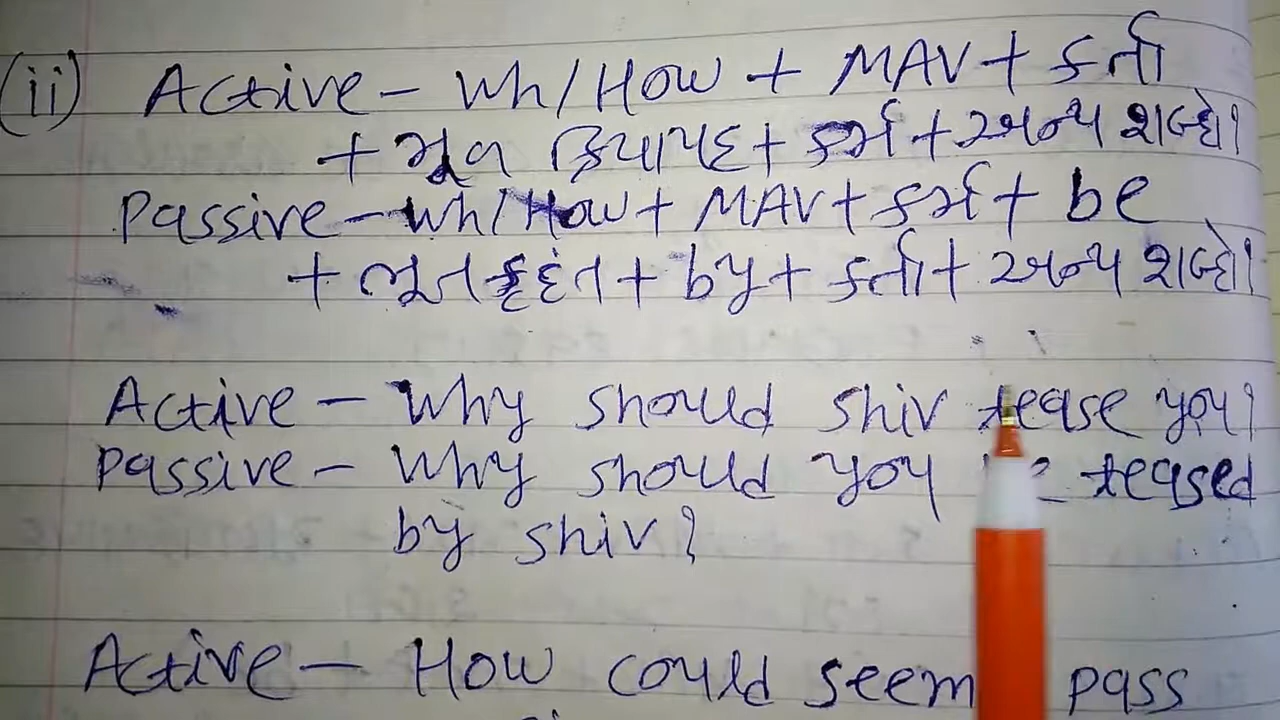 (ii) Active - Wh/How + MAV + કર્તા
+ મૂળ ક્રિયાપદ + કર્મ + અન્ય શબ્દો?
Passive - Wh/How + MAV + કર્મ + be
+ ભૂતકૃદંત + by + કર્તા + અન્ય શબ્દો?
Active - Why should Shiv tease you?
Passive - Why should you teased
by Shiv?
Active - How could seem pass